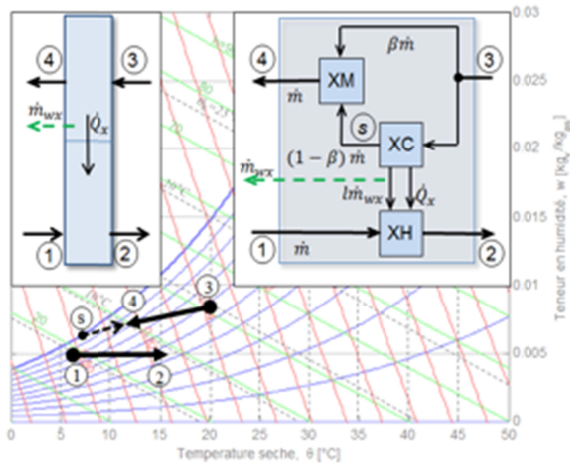 0.03
0.025
0.02
0.015
0.01
0.005
0
Teneur en humidité, w [kgv/kgas]
4
3
ṁwx
Q̇x
1
2
4
3
βṁ
XM
ṁ
s
XC
(1 − β) ṁ
ṁwx
lṁwx
Q̇x
1
XH
2
ṁ
s
4
3
1
2
0
5
10
15
20
25
30
35
40
45
50
Temperature seche, θ [°C]